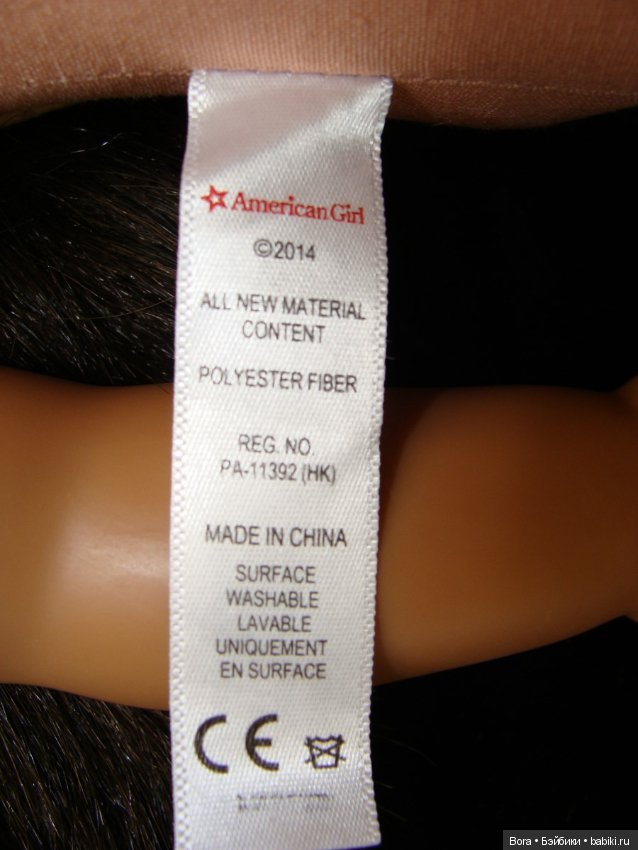 American Girl
©2014
ALL NEW MATERIAL
CONTENT
POLYESTER FIBER
REG. NO.
PA-11392 (HK)
MADE IN CHINA
SURFACE
WASHABLE
LAVABLE
UNIQUEMENT
EN SURFACE
CE
Bora • Бэйбики • babiki.ru